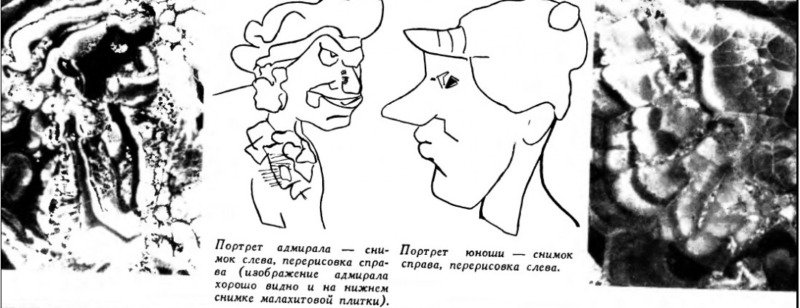 Портрет адмирала — сни-
мок слева, перерисовка спра-
ва (изображение адмирала
хорошо видно и на нижнем
снимке малахитовой плитки).
Портрет юноши — снимок
справа, перерисовка слева.